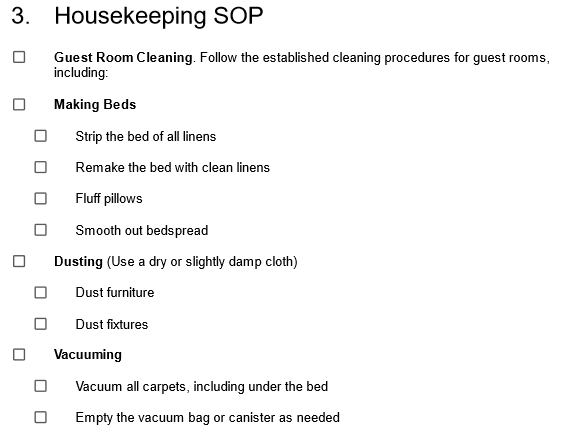 3. Housekeeping SOP
Guest Room Cleaning. Follow the established cleaning procedures for guest rooms,
including:
Making Beds
Strip the bed of all linens
Remake the bed with clean linens
Fluff pillows
Smooth out bedspread
Dusting (Use a dry or slightly damp cloth)
Dust furniture
Dust fixtures
Vacuuming
Vacuum all carpets, including under the bed
Empty the vacuum bag or canister as needed